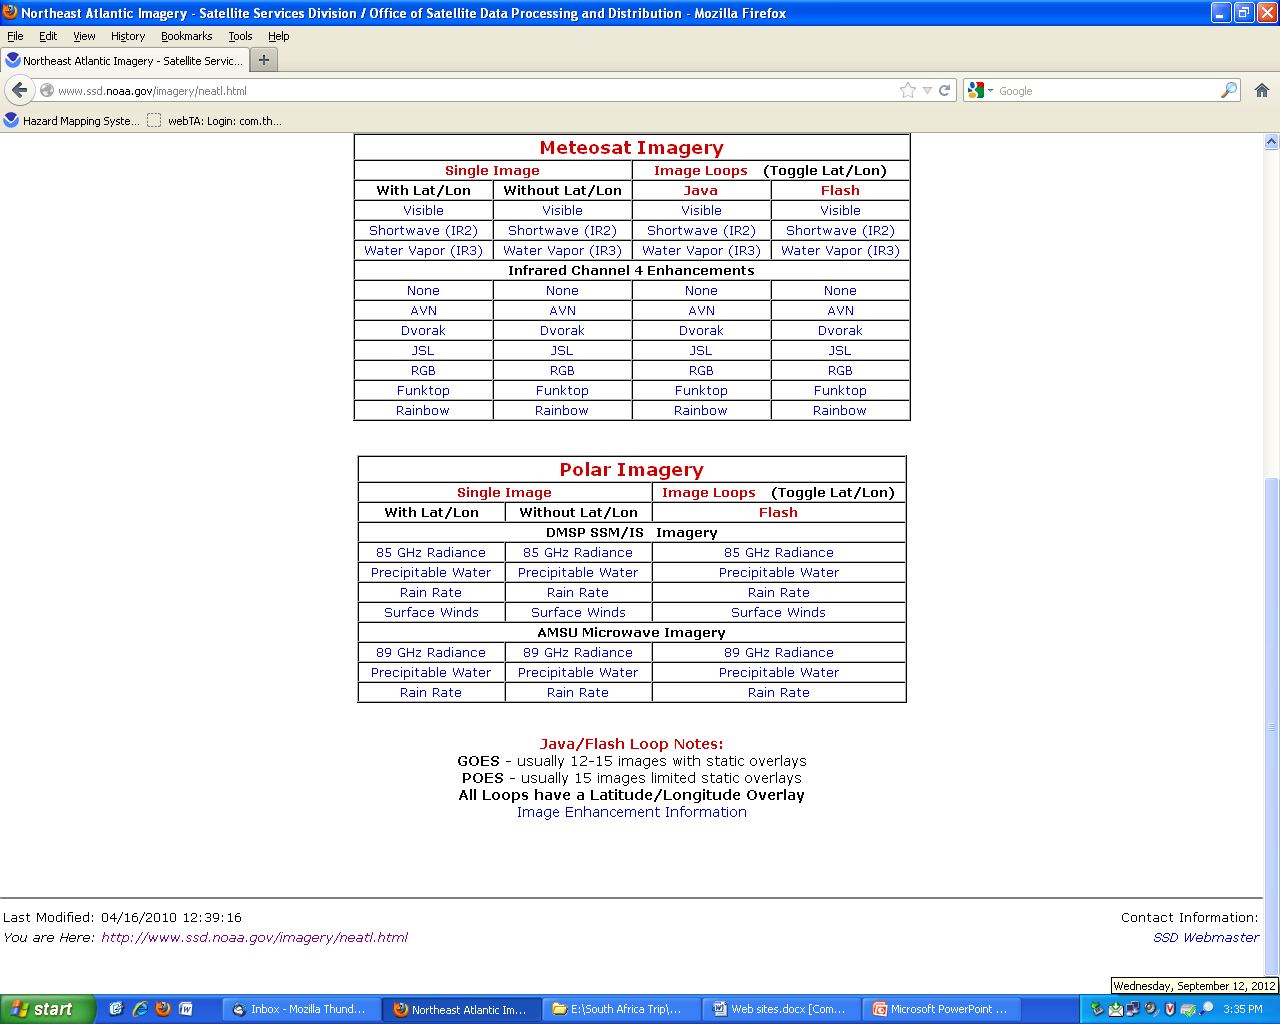 Northeast Atlantic Imagery - Satellite Services Division / Office of Satellite Data Processing and Distribution - Mozilla Firefox
File Edit View History Bookmarks Tools Help
Northeast Atlantic Imagery - Satellite Servic... +
www.ssd.noaa.gov/imagery/neatl.html Google
Hazard Mapping Syste... webTA: Login: com.th...
Meteosat Imagery
Single Image Image Loops (Toggle Lat/Lon)
With Lat/Lon Without Lat/Lon Java Flash
Visible Visible Visible Visible
Shortwave (IR2) Shortwave (IR2) Shortwave (IR2) Shortwave (IR2)
Water Vapor (IR3) Water Vapor (IR3) Water Vapor (IR3) Water Vapor (IR3)
Infrared Channel 4 Enhancements
None None None None
AVN AVN AVN AVN
Dvorak Dvorak Dvorak Dvorak
JSL JSL JSL JSL
RGB RGB RGB RGB
Funktop Funktop Funktop Funktop
Rainbow Rainbow Rainbow Rainbow
Polar Imagery
Single Image Image Loops (Toggle Lat/Lon)
With Lat/Lon Without Lat/Lon Flash
DMSP SSM/IS Imagery
85 GHz Radiance 85 GHz Radiance 85 GHz Radiance
Precipitable Water Precipitable Water Precipitable Water
Rain Rate Rain Rate Rain Rate
Surface Winds Surface Winds Surface Winds
AMSU Microwave Imagery
89 GHz Radiance 89 GHz Radiance 89 GHz Radiance
Precipitable Water Precipitable Water Precipitable Water
Rain Rate Rain Rate Rain Rate
Java/Flash Loop Notes:
GOES - usually 12-15 images with static overlays
POES - usually 15 images limited static overlays
All Loops have a Latitude/Longitude Overlay
Image Enhancement Information
Last Modified: 04/16/2010 12:39:16 Contact Information:
You are Here: http://www.ssd.noaa.gov/imagery/neatl.html SSD Webmaster
Wednesday, September 12, 2012
start Inbox - Mozilla Thund... Northeast Atlantic Im... E:\South Africa Trip\... Web sites.docx [Com... Microsoft PowerPoint ... 3:35 PM